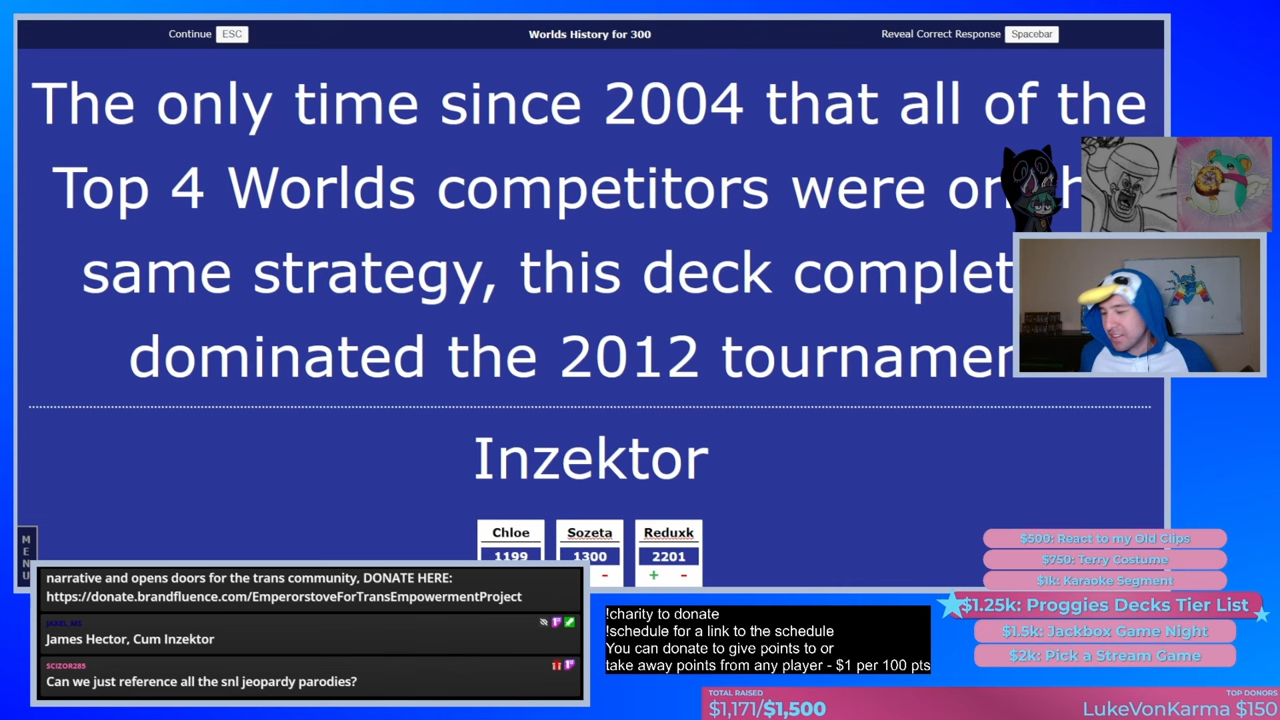 Continue ESC
Worlds History for 300
Reveal Correct Response Spacebar
The only time since 2004 that all of the
Top 4 Worlds competitors were on
same strategy, this deck
dominated the 2012
Inzektor
Chloe
1199
Sozeta
1300
-
Reduxk
2201
+ -
MENU
narrative and opens doors for the trans community, DONATE HERE:
https://donate.brandfluence.com/EmperorstoveForTransEmpowermentProject
JAXEL_MS
James Hector, Cum Inzektor
SCIZOR285
Can we just reference all the snl jeopardy parodies?
!charity to donate
!schedule for a link to the schedule
You can donate to give points to or
take away points from any player - $1 per 100 pts
$500: React to my Old Clips
$750: Terry Costume
$1k: Karaoke Segment
$1.25k: Proggies Decks Tier List
$1.5k: Jackbox Game Night
$2k: Pick a Stream Game
TOTAL RAISED
$1,171/$1,500
TOP DONORS
LukeVonKarma $150